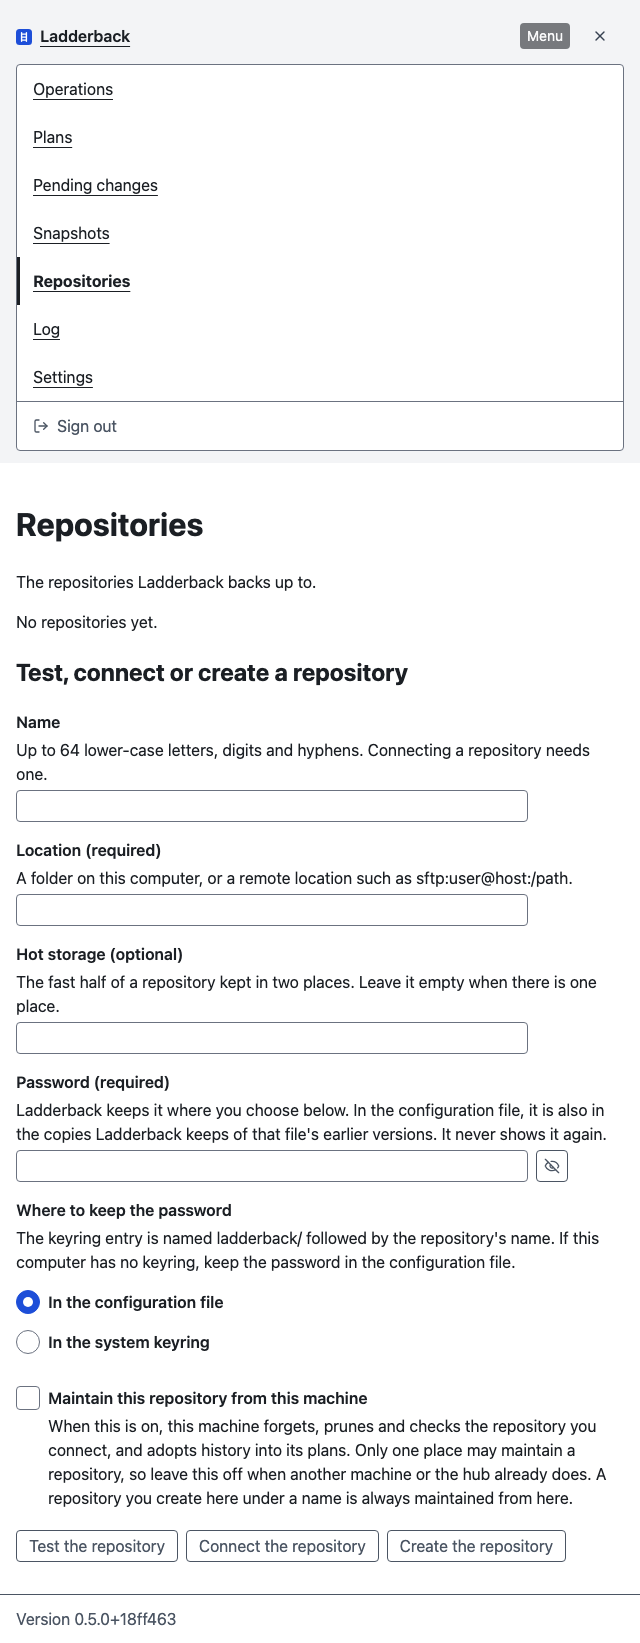 Ladderback
Menu
Operations
Plans
Pending changes
Snapshots
Repositories
Log
Settings
Sign out
Repositories
The repositories Ladderback backs up to.
No repositories yet.
Test, connect or create a repository
Name
Up to 64 lower-case letters, digits and hyphens. Connecting a repository needs
one.
Location (required)
A folder on this computer, or a remote location such as sftp:user@host:/path.
Hot storage (optional)
The fast half of a repository kept in two places. Leave it empty when there is one
place.
Password (required)
Ladderback keeps it where you choose below. In the configuration file, it is also in
the copies Ladderback keeps of that file's earlier versions. It never shows it again.
Where to keep the password
The keyring entry is named ladderback/ followed by the repository's name. If this
computer has no keyring, keep the password in the configuration file.
In the configuration file
In the system keyring
Maintain this repository from this machine
When this is on, this machine forgets, prunes and checks the repository you
connect, and adopts history into its plans. Only one place may maintain a
repository, so leave this off when another machine or the hub already does. A
repository you create here under a name is always maintained from here.
Test the repository
Connect the repository
Create the repository
Version 0.5.0+18ff463